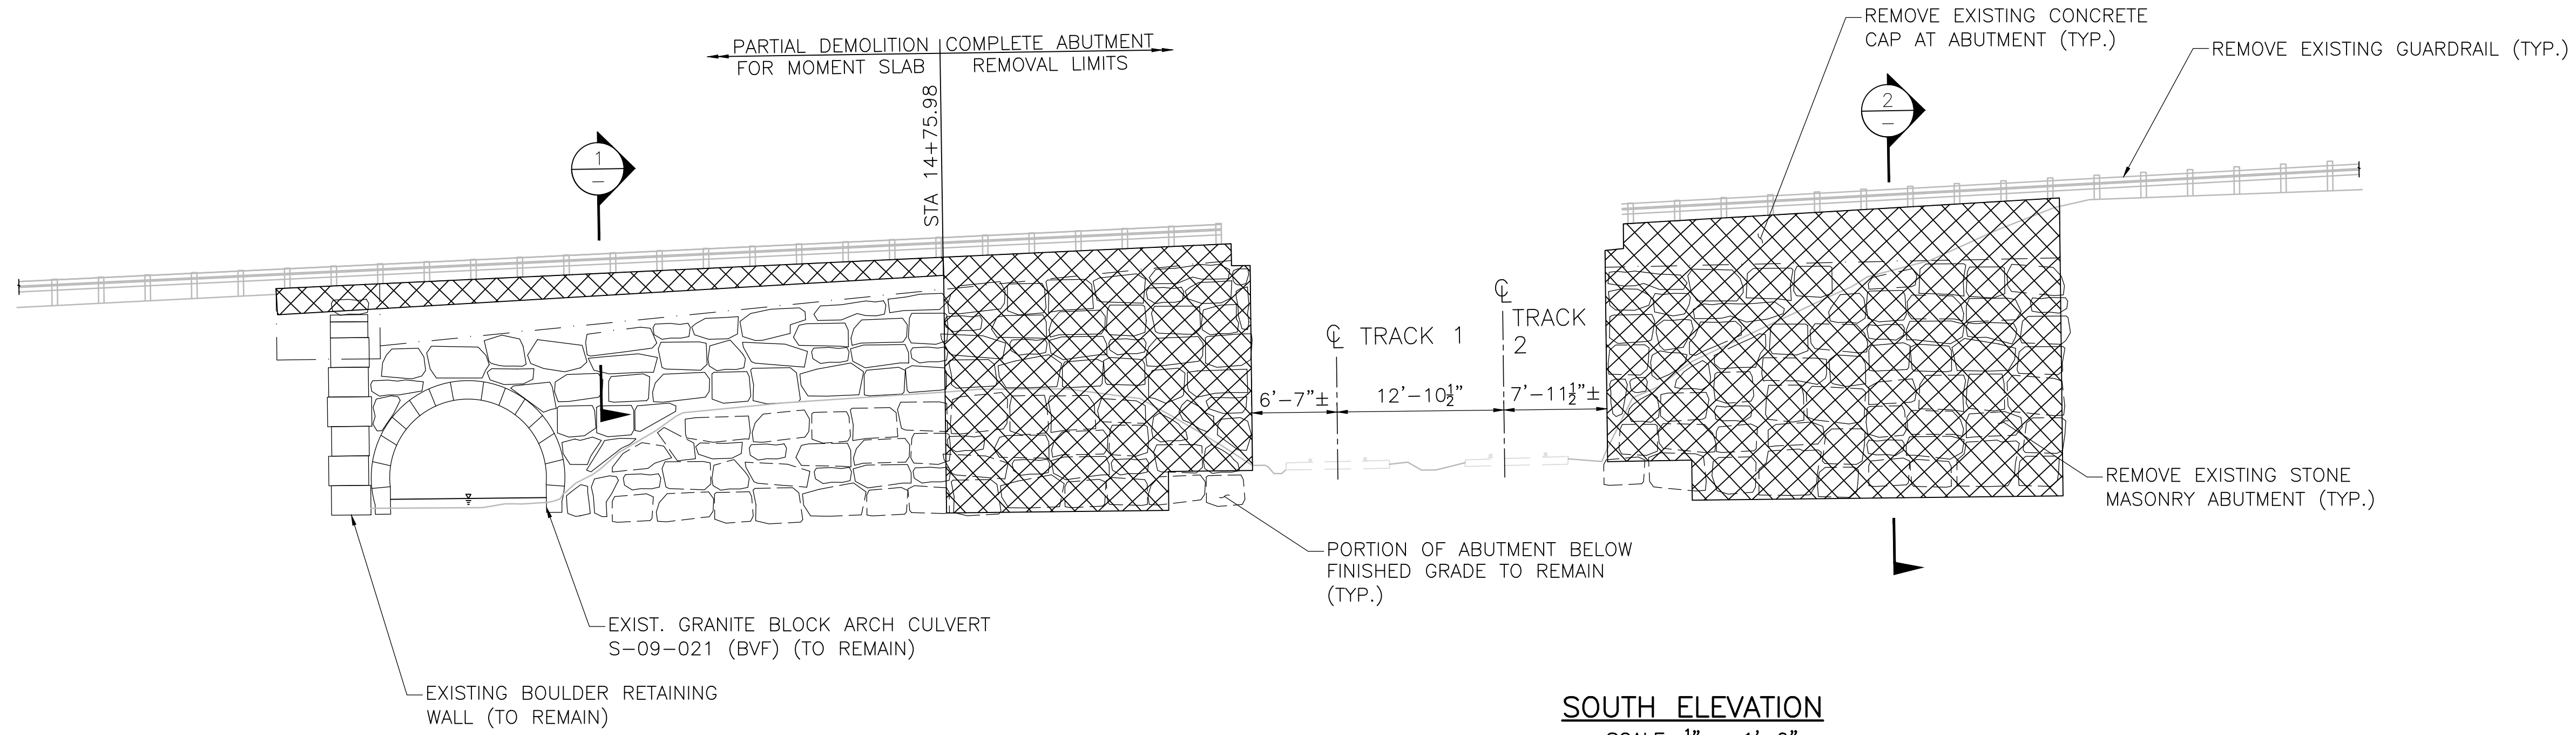 PARTIAL DEMOLITION
FOR MOMENT SLAB
COMPLETE ABUTMENT
REMOVAL LIMITS
STA 14+75.98
REMOVE EXISTING CONCRETE
CAP AT ABUTMENT (TYP.)
REMOVE EXISTING GUARDRAIL (TYP.)
1
–
2
–
℄ TRACK 1
℄
TRACK
2
6'-7"±
12'-10½"
7'-11½"±
REMOVE EXISTING STONE
MASONRY ABUTMENT (TYP.)
PORTION OF ABUTMENT BELOW
FINISHED GRADE TO REMAIN
(TYP.)
EXIST. GRANITE BLOCK ARCH CULVERT
S-09-021 (BVF) (TO REMAIN)
EXISTING BOULDER RETAINING
WALL (TO REMAIN)
SOUTH ELEVATION